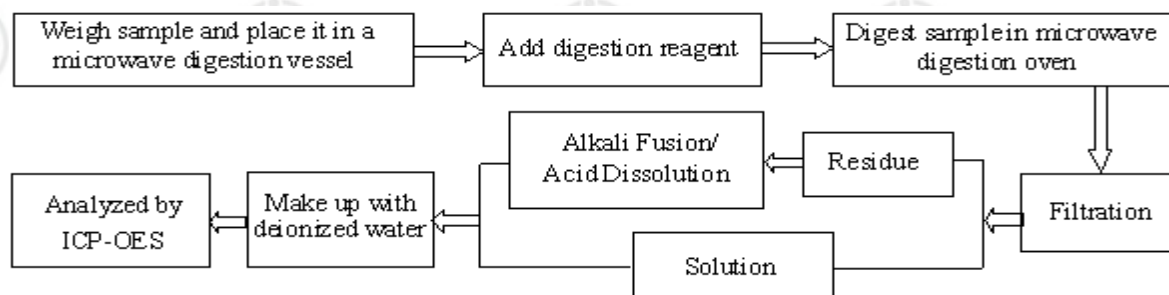 Weigh sample and place it in a
microwave digestion vessel
Add digestion reagent
Digest sample in microwave
digestion oven
Filtration
Residue
Alkali Fusion/
Acid Dissolution
Solution
Make up with
deionized water
Analyzed by
ICP-OES